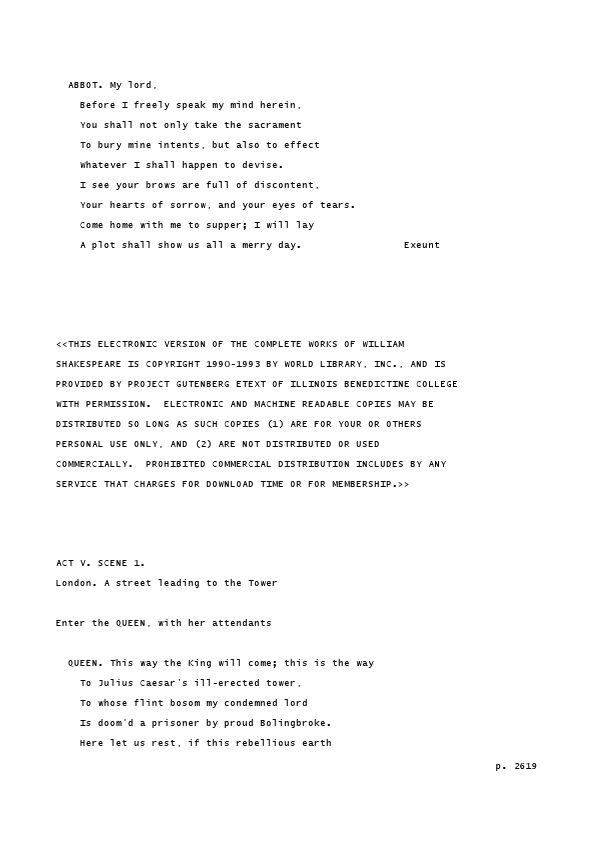 ABBOT. My lord,
Before I freely speak my mind herein,
You shall not only take the sacrament
To bury mine intents, but also to effect
Whatever I shall happen to devise.
I see your brows are full of discontent,
Your hearts of sorrow, and your eyes of tears.
Come home with me to supper; I will lay
A plot shall show us all a merry day. Exeunt
<<THIS ELECTRONIC VERSION OF THE COMPLETE WORKS OF WILLIAM
SHAKESPEARE IS COPYRIGHT 1990-1993 BY WORLD LIBRARY, INC., AND IS
PROVIDED BY PROJECT GUTENBERG ETEXT OF ILLINOIS BENEDICTINE COLLEGE
WITH PERMISSION. ELECTRONIC AND MACHINE READABLE COPIES MAY BE
DISTRIBUTED SO LONG AS SUCH COPIES (1) ARE FOR YOUR OR OTHERS
PERSONAL USE ONLY, AND (2) ARE NOT DISTRIBUTED OR USED
COMMERCIALLY. PROHIBITED COMMERCIAL DISTRIBUTION INCLUDES BY ANY
SERVICE THAT CHARGES FOR DOWNLOAD TIME OR FOR MEMBERSHIP.>>
ACT V. SCENE 1.
London. A street leading to the Tower
Enter the QUEEN, with her attendants
QUEEN. This way the King will come; this is the way
To Julius Caesar's ill-erected tower,
To whose flint bosom my condemned lord
Is doom'd a prisoner by proud Bolingbroke.
Here let us rest, if this rebellious earth
p. 2619